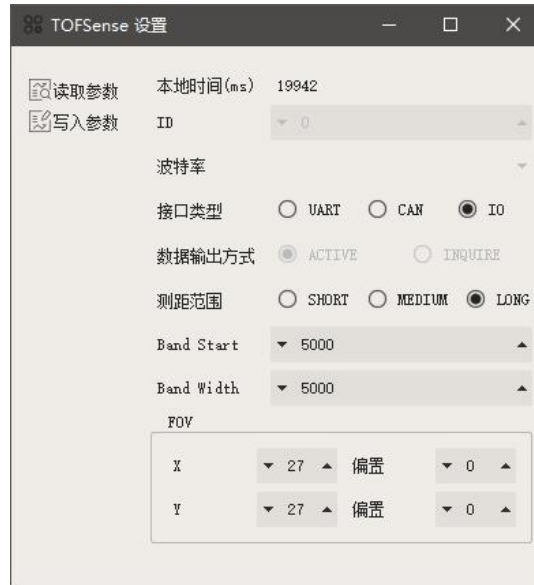 TOFSense 设置
读取参数
写入参数
本地时间(ms) 19942
ID 0
波特率
接口类型 UART CAN IO
数据输出方式 ACTIVE INQUIRE
测距范围 SHORT MEDIUM LONG
Band Start 5000
Band Width 5000
FOV
X 27 偏置 0
Y 27 偏置 0